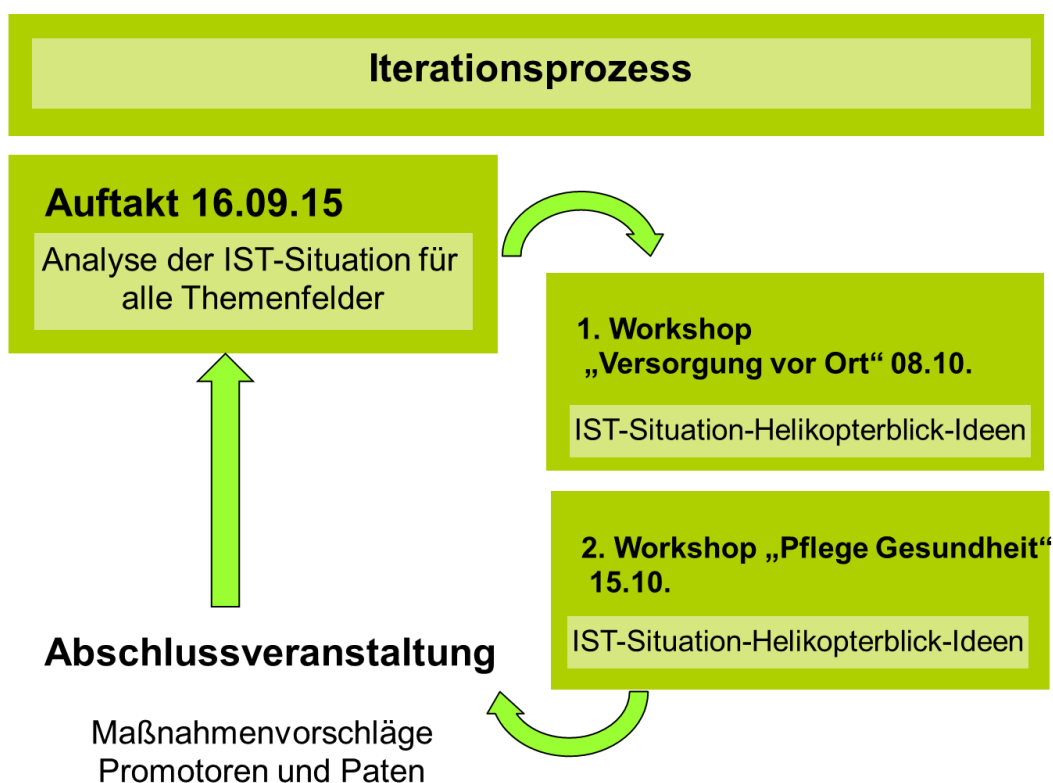 Iterationsprozess
Auftakt 16.09.15
Analyse der IST-Situation für
alle Themenfelder
1. Workshop
„Versorgung vor Ort“ 08.10.
IST-Situation-Helikopterblick-Ideen
2. Workshop „Pflege Gesundheit“
15.10.
IST-Situation-Helikopterblick-Ideen
Abschlussveranstaltung
Maßnahmenvorschläge
Promotoren und Paten